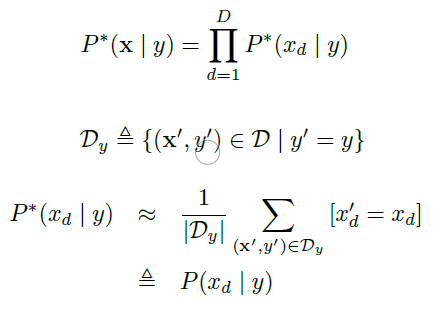 P*(x | y) = ∏_{d=1}^{D} P*(x_d | y)
𝒟_y ≜ {(x′, y′) ∈ 𝒟 | y′ = y}
P*(x_d | y) ≈ 1/|𝒟_y| ∑_{(x′,y′)∈𝒟_y} [x′_d = x_d]
≜ P(x_d | y)